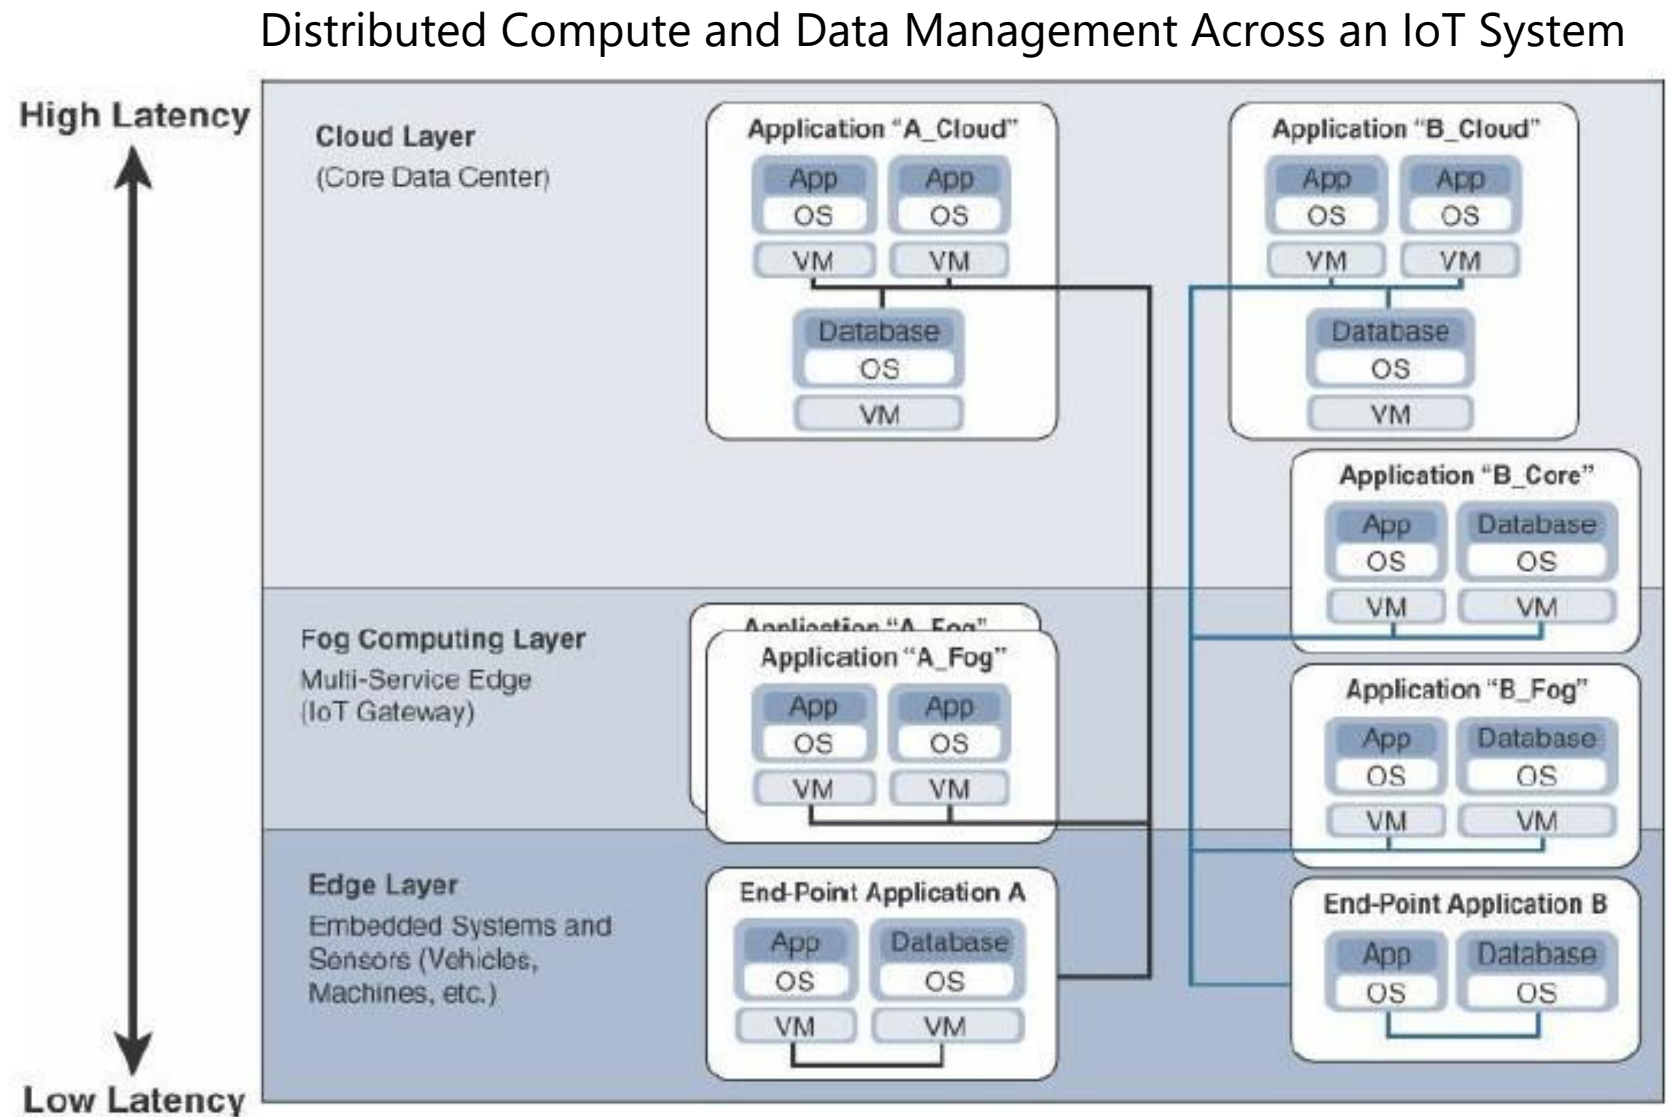 Distributed Compute and Data Management Across an IoT System
High Latency
Cloud Layer
(Core Data Center)
Application “A_Cloud”
App App
OS OS
VM VM
Database
OS
VM
Application “B_Cloud”
App App
OS OS
VM VM
Database
OS
VM
Application “B_Core”
App Database
OS OS
VM VM
Fog Computing Layer
Multi-Service Edge
(IoT Gateway)
Application “A_Fog”
Application “A_Fog”
App App
OS OS
VM VM
Application “B_Fog”
App Database
OS OS
VM VM
Edge Layer
Embedded Systems and
Sensors (Vehicles,
Machines, etc.)
End-Point Application A
App Database
OS OS
VM VM
End-Point Application B
App Database
OS OS
Low Latency